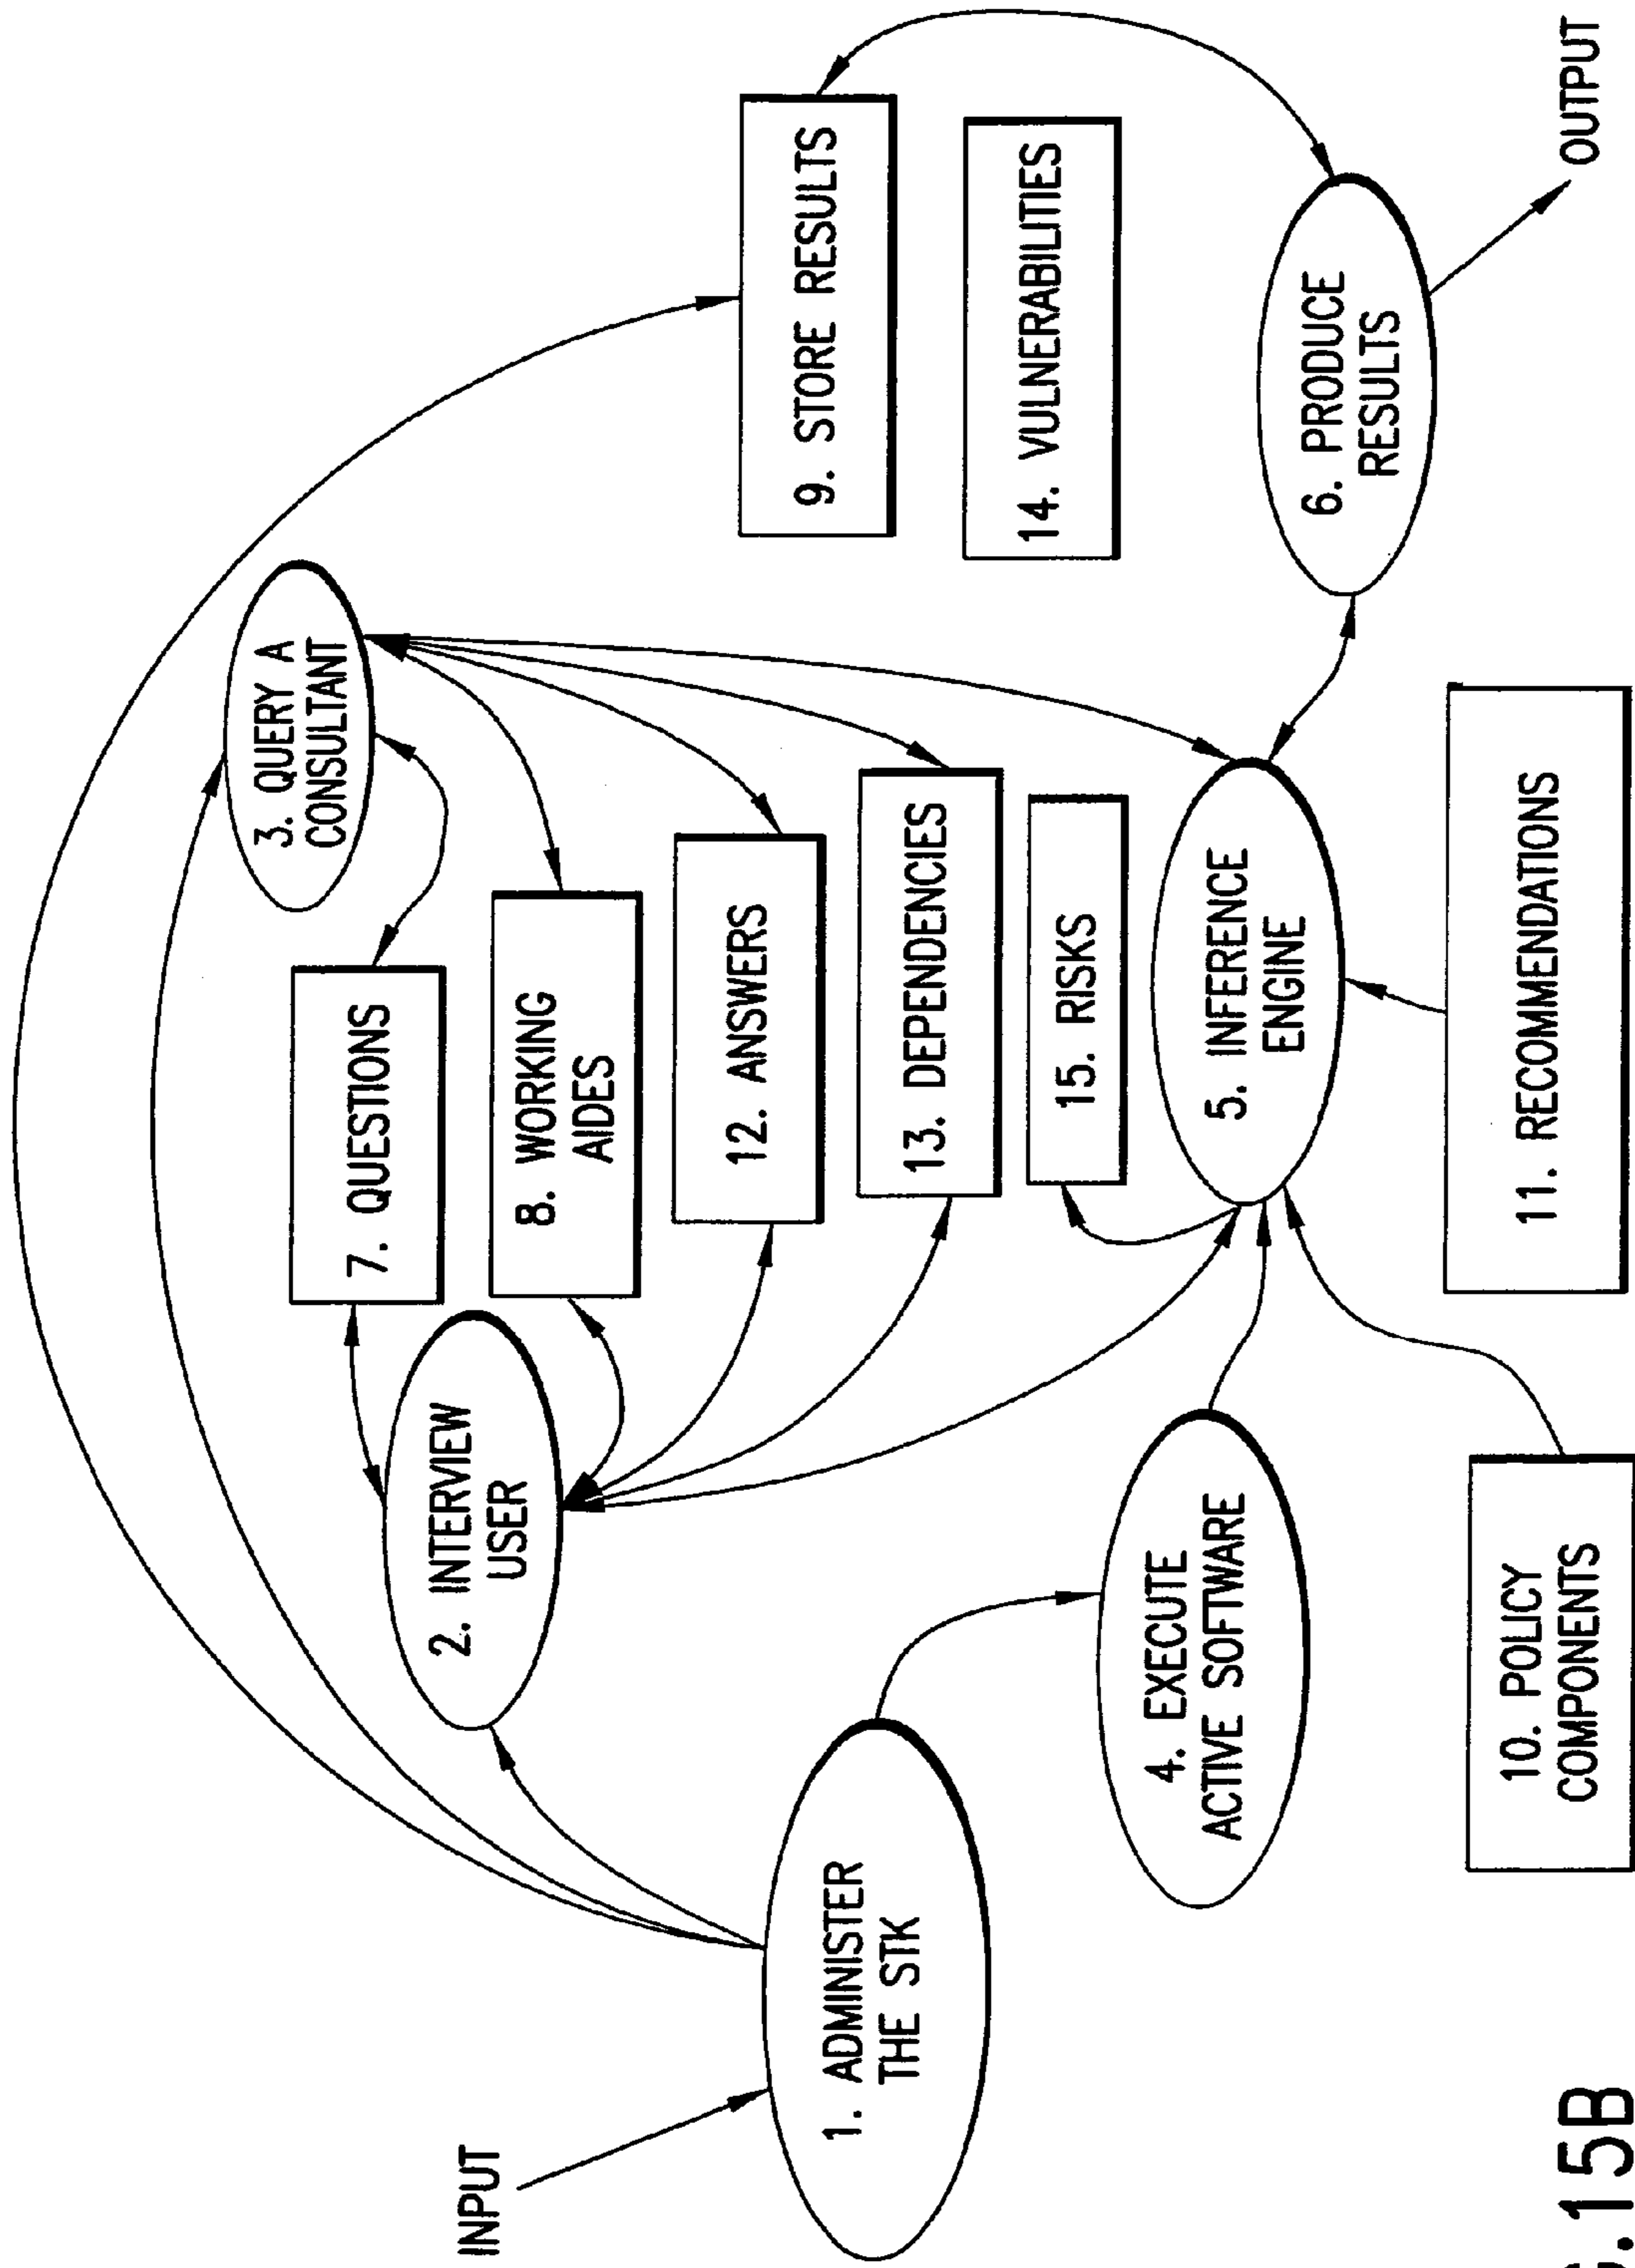 INPUT
1. ADMINISTER
THE STK
2. INTERVIEW
USER
3. QUERY A
CONSULTANT
7. QUESTIONS
8. WORKING
AIDES
12. ANSWERS
13. DEPENDENCIES
15. RISKS
9. STORE RESULTS
14. VULNERABILITIES
4. EXECUTE
ACTIVE SOFTWARE
5. INFERENCE
ENGINE
6. PRODUCE
RESULTS
OUTPUT
10. POLICY
COMPONENTS
11. RECOMMENDATIONS
.15B